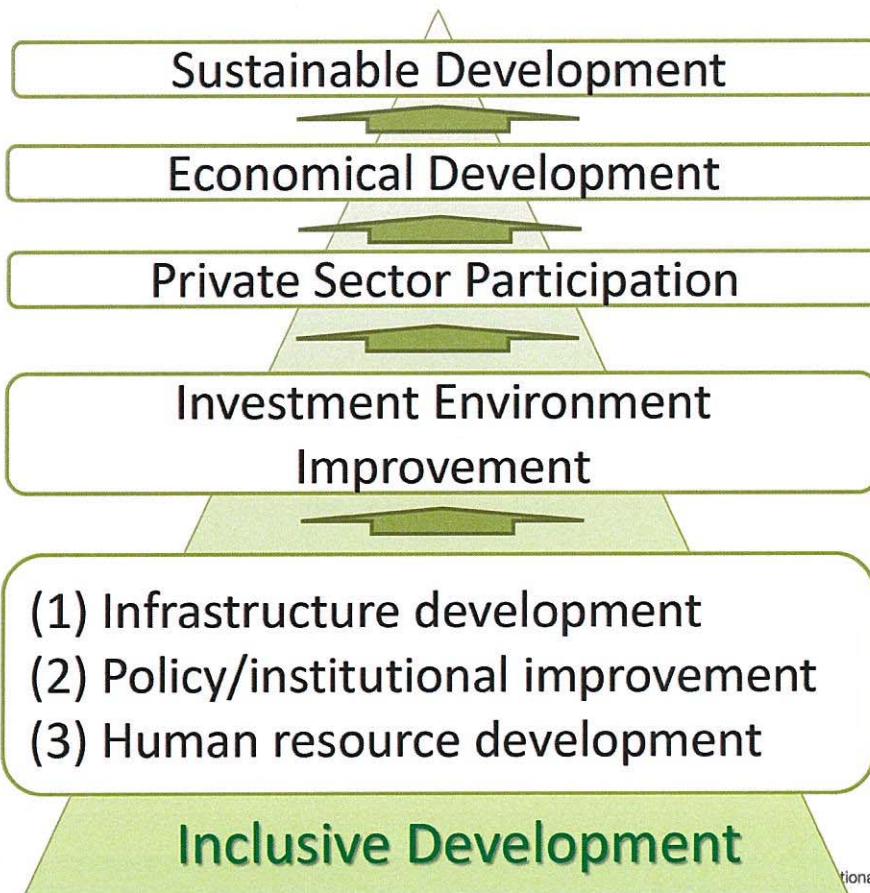 Sustainable Development
Economical Development
Private Sector Participation
Investment Environment
Improvement
(1) Infrastructure development
(2) Policy/institutional improvement
(3) Human resource development
Inclusive Development